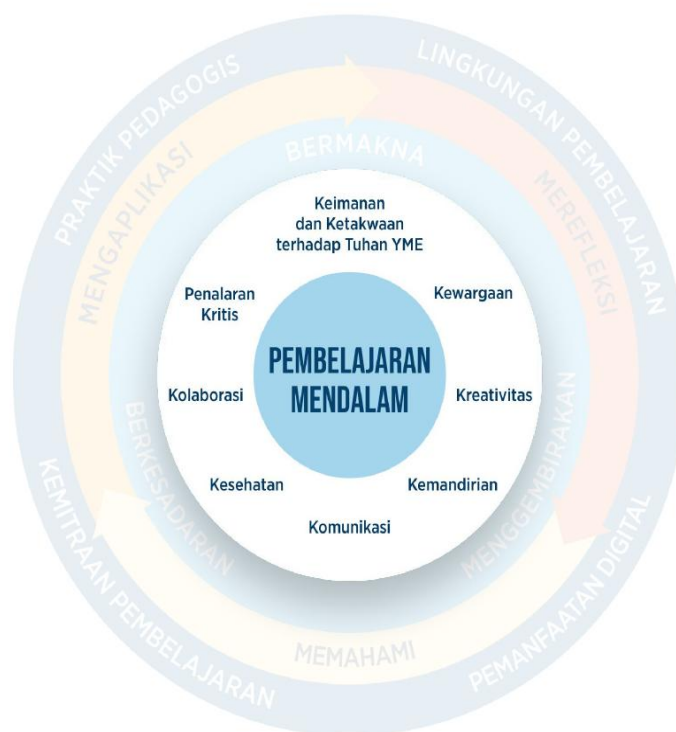 PRAKTIK PEDAGOGIS
LINGKUNGAN PEMBELAJARAN
MENGAPLIKASI
MEREFLEKSI
BERMAKNA
Keimanan
dan Ketakwaan
terhadap Tuhan YME
Penalaran
Kritis
Kewargaan
PEMBELAJARAN
MENDALAM
Kolaborasi
Kreativitas
Kesehatan
Kemandirian
Komunikasi
BERKESADARAN
MENGGEMBIRAKAN
MEMAHAMI
KEMITRAAN PEMBELAJARAN
PEMANFAATAN DIGITAL